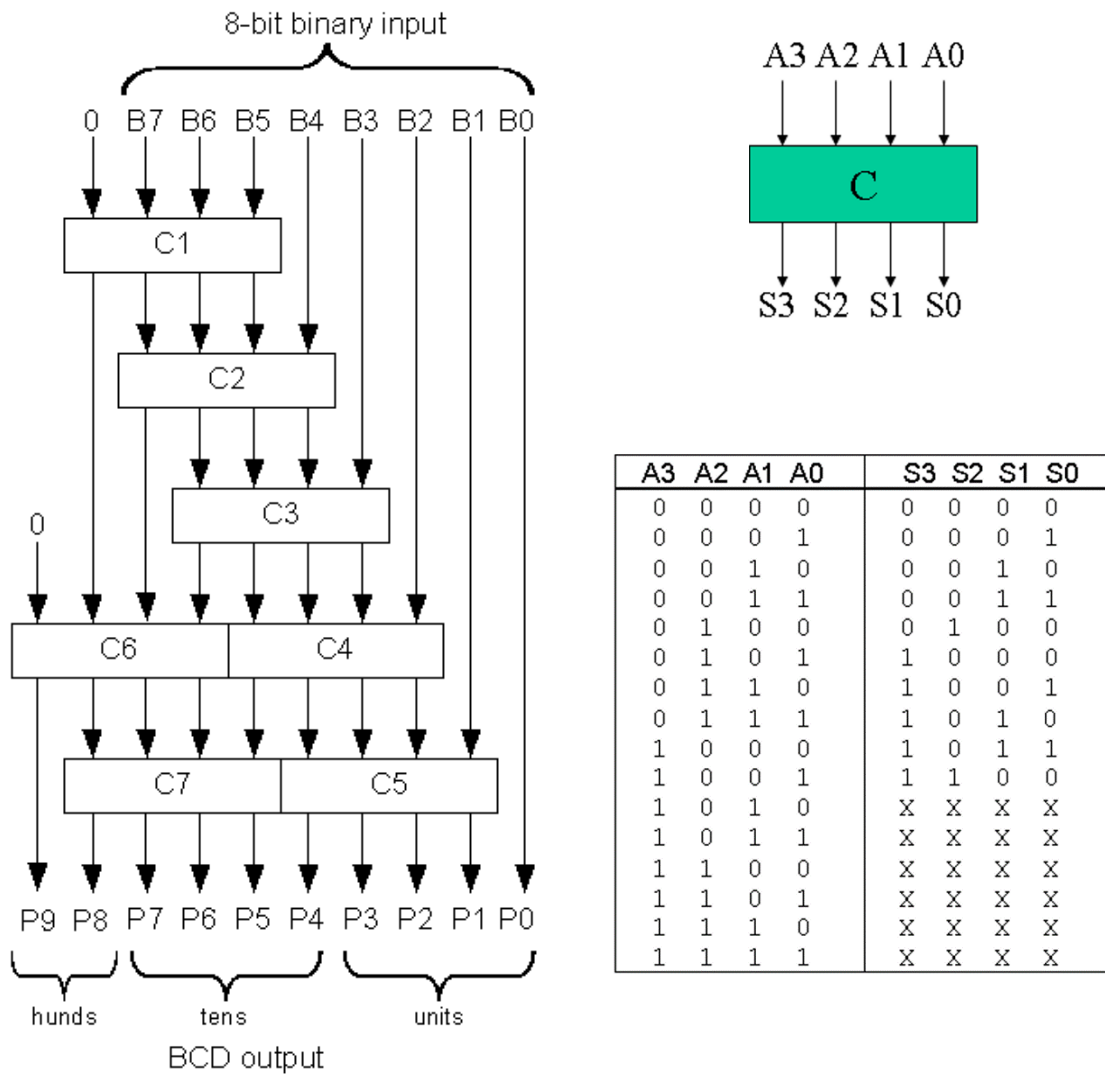 8-bit binary input
0 B7 B6 B5 B4 B3 B2 B1 B0
C1
C2
C3
0
C6 C4
C7 C5
P9 P8 P7 P6 P5 P4 P3 P2 P1 P0
hunds tens units
BCD output
A3 A2 A1 A0
C
S3 S2 S1 S0
A3 A2 A1 A0 S3 S2 S1 S0
0 0 0 0 0 0 0 0
0 0 0 1 0 0 0 1
0 0 1 0 0 0 1 0
0 0 1 1 0 0 1 1
0 1 0 0 0 1 0 0
0 1 0 1 1 0 0 0
0 1 1 0 1 0 0 1
0 1 1 1 1 0 1 0
1 0 0 0 1 0 1 1
1 0 0 1 1 1 0 0
1 0 1 0 X X X X
1 0 1 1 X X X X
1 1 0 0 X X X X
1 1 0 1 X X X X
1 1 1 0 X X X X
1 1 1 1 X X X X